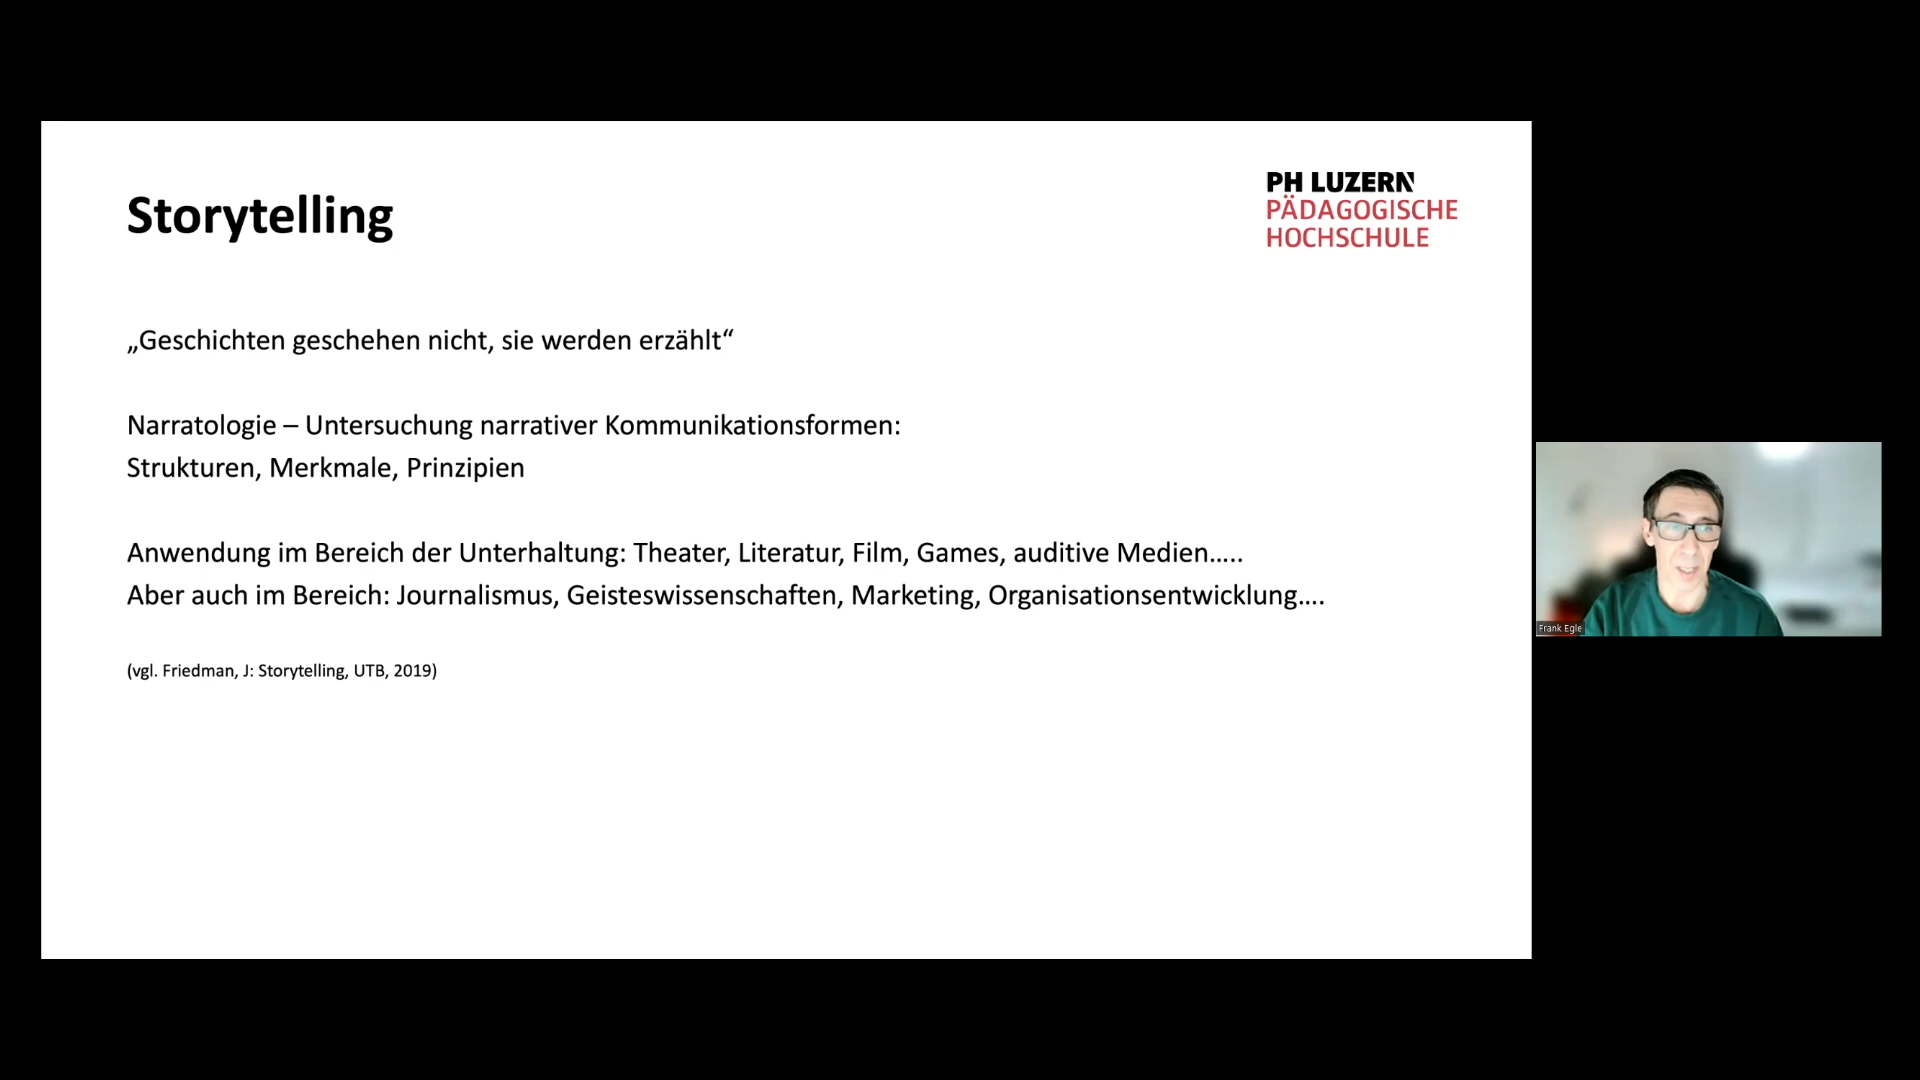 Storytelling
PH LUZERN
PÄDAGOGISCHE
HOCHSCHULE
„Geschichten geschehen nicht, sie werden erzählt“
Narratologie – Untersuchung narrativer Kommunikationsformen:
Strukturen, Merkmale, Prinzipien
Anwendung im Bereich der Unterhaltung: Theater, Literatur, Film, Games, auditive Medien.....
Aber auch im Bereich: Journalismus, Geisteswissenschaften, Marketing, Organisationsentwicklung....
(vgl. Friedman, J: Storytelling, UTB, 2019)
Frank Egle